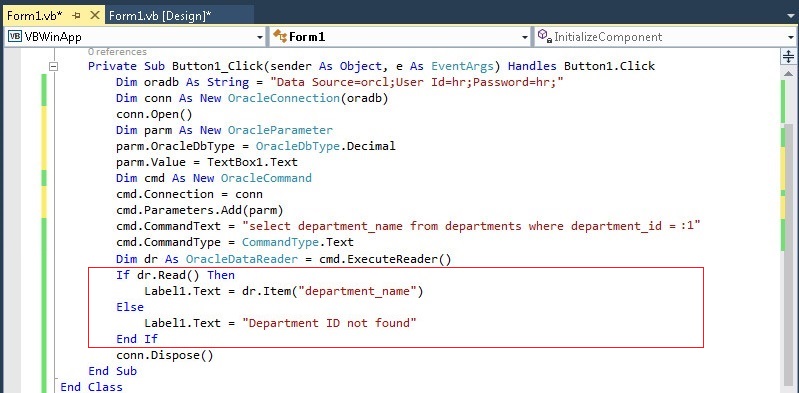 Form1.vb* Form1.vb [Design]*
VBWinApp Form1 InitializeComponent
0 references
Private Sub Button1_Click(sender As Object, e As EventArgs) Handles Button1.Click
Dim oradb As String = "Data Source=orcl;User Id=hr;Password=hr;"
Dim conn As New OracleConnection(oradb)
conn.Open()
Dim parm As New OracleParameter
parm.OracleDbType = OracleDbType.Decimal
parm.Value = TextBox1.Text
Dim cmd As New OracleCommand
cmd.Connection = conn
cmd.Parameters.Add(parm)
cmd.CommandText = "select department_name from departments where department_id = :1"
cmd.CommandType = CommandType.Text
Dim dr As OracleDataReader = cmd.ExecuteReader()
If dr.Read() Then
Label1.Text = dr.Item("department_name")
Else
Label1.Text = "Department ID not found"
End If
conn.Dispose()
End Sub
End Class